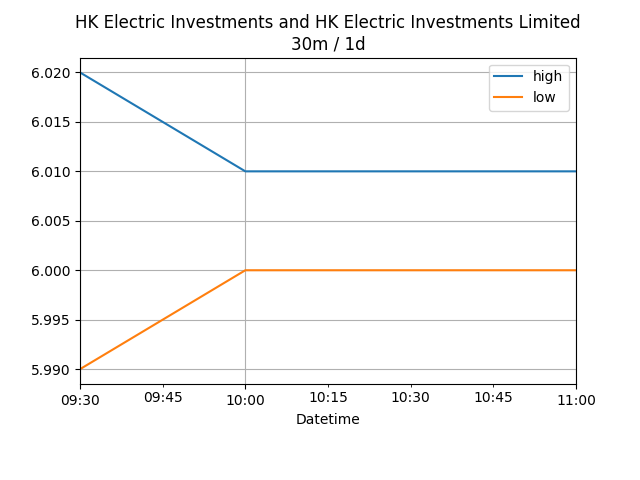 HK Electric Investments and HK Electric Investments Limited
30m / 1d
high
low
6.020
6.015
6.010
6.005
6.000
5.995
5.990
09:30 09:45 10:00 10:15 10:30 10:45 11:00
Datetime